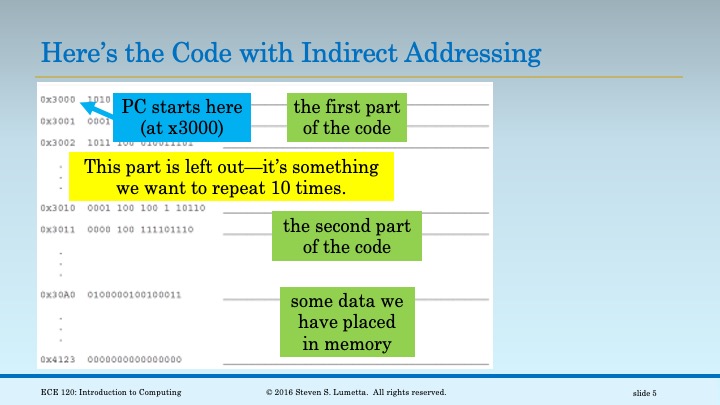 Here’s the Code with Indirect Addressing
0x3000 1010
PC starts here
(at x3000)
the first part
of the code
0x3001 0001
0x3002 1011
This part is left out—it’s something
we want to repeat 10 times.
0x3010 0001 100 100 1 10110
0x3011 0000 100 111101110
the second part
of the code
0x30A0 0100000100100011
some data we
have placed
in memory
0x4123 0000000000000000
ECE 120: Introduction to Computing
© 2016 Steven S. Lumetta. All rights reserved.
slide 5